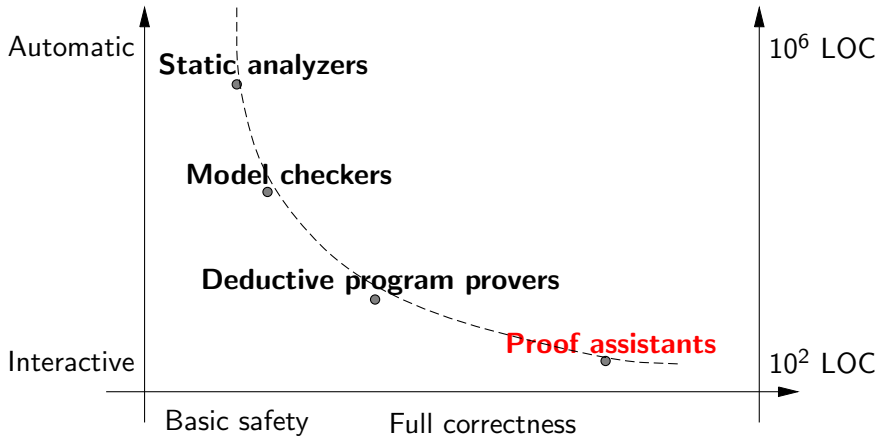 Automatic
10⁶ LOC
Static analyzers
Model checkers
Deductive program provers
Proof assistants
Interactive
10² LOC
Basic safety
Full correctness